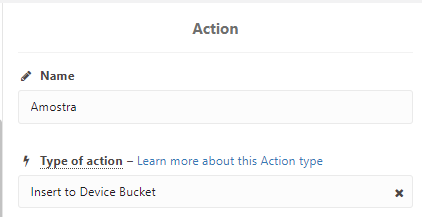 Action
Name
Amostra
Type of action – Learn more about this Action type
Insert to Device Bucket